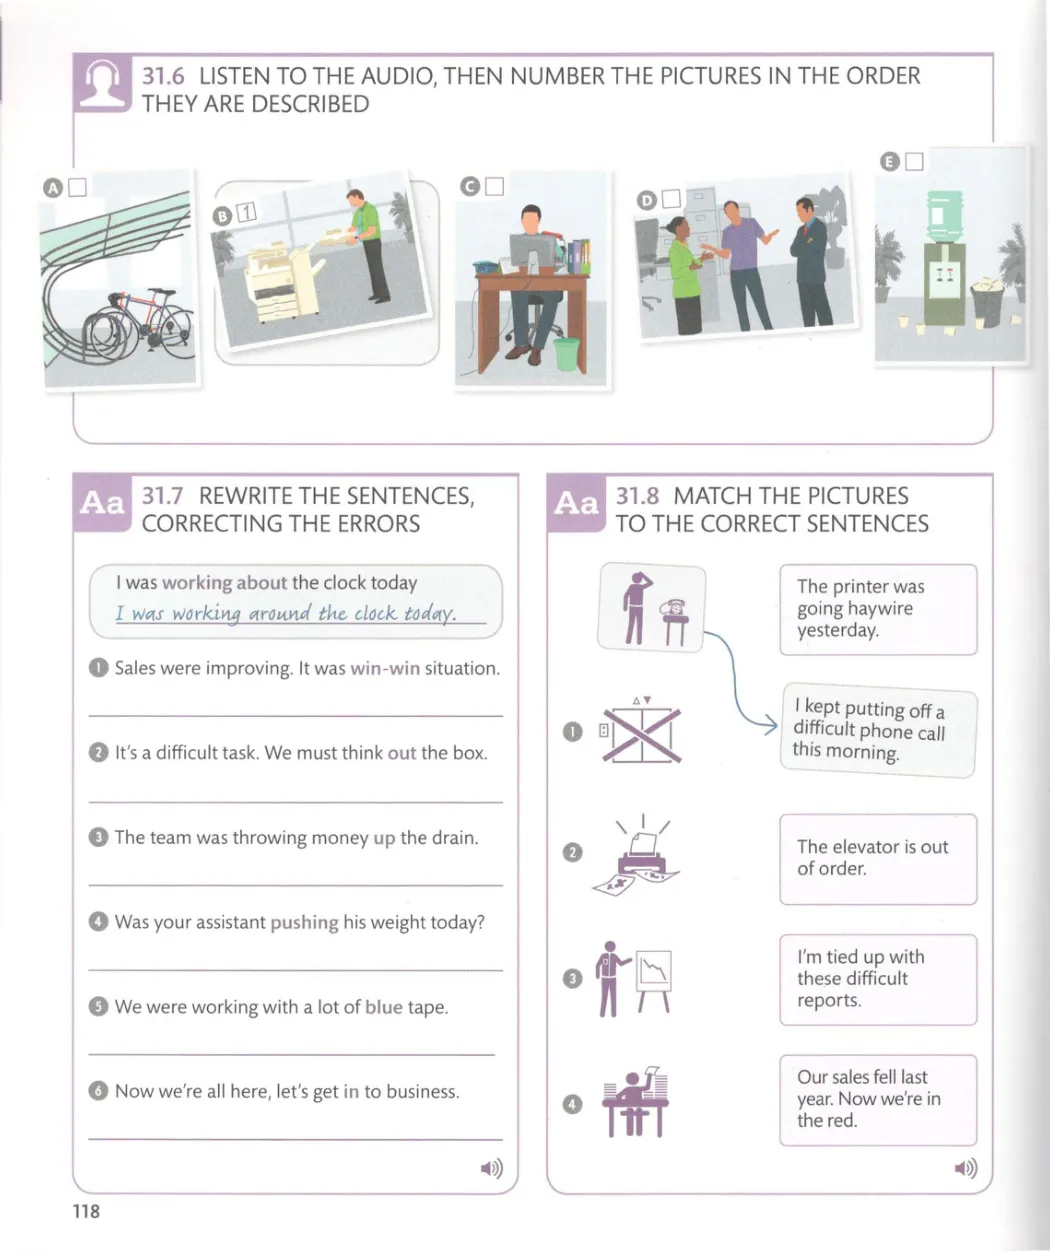 31.6 LISTEN TO THE AUDIO, THEN NUMBER THE PICTURES IN THE ORDER
THEY ARE DESCRIBED
A
B 1
C
D
E
Aa 31.7 REWRITE THE SENTENCES,
CORRECTING THE ERRORS
I was working about the clock today
I was working around the clock today.
1 Sales were improving. It was win-win situation.
2 It's a difficult task. We must think out the box.
3 The team was throwing money up the drain.
4 Was your assistant pushing his weight today?
5 We were working with a lot of blue tape.
6 Now we're all here, let's get in to business.
Aa 31.8 MATCH THE PICTURES
TO THE CORRECT SENTENCES
The printer was
going haywire
yesterday.
1
I kept putting off a
difficult phone call
this morning.
2
The elevator is out
of order.
3
I'm tied up with
these difficult
reports.
4
Our sales fell last
year. Now we're in
the red.
118